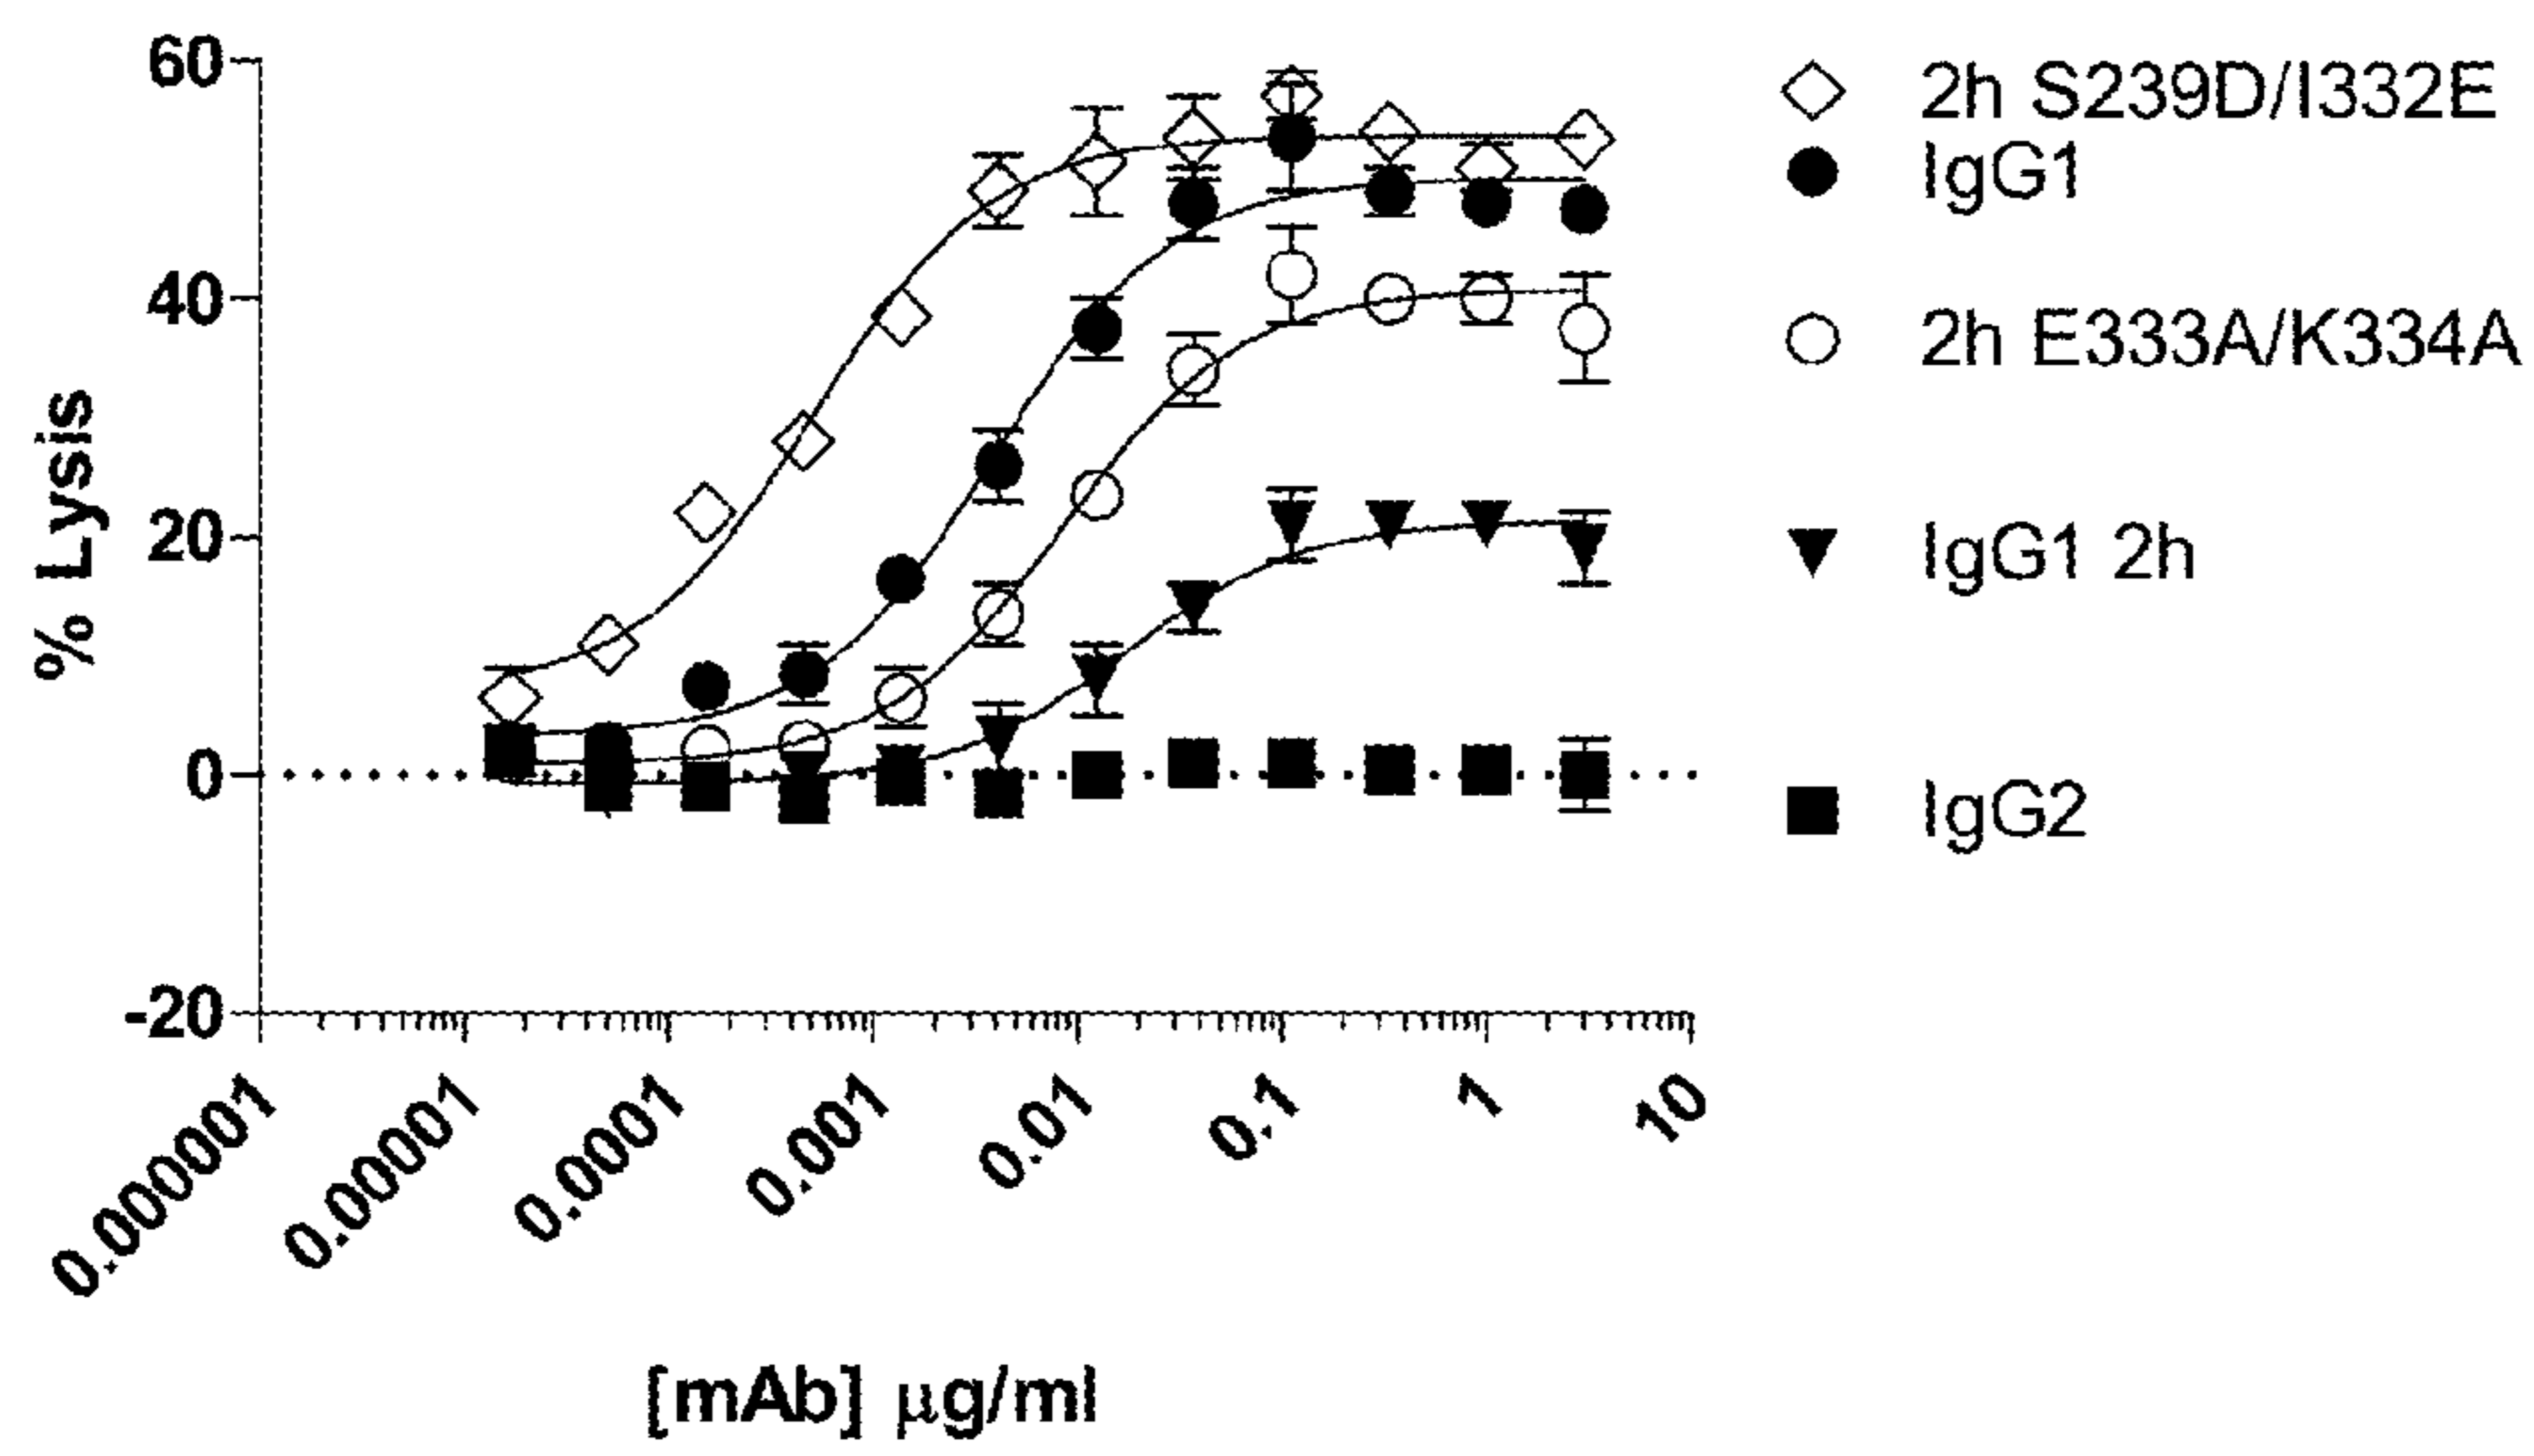 % Lysis
60
40
20
0
-20
0.000001
0.00001
0.0001
0.001
0.01
0.1
1
10
[mAb] μg/ml
2h S239D/I332E
IgG1
2h E333A/K334A
IgG1 2h
IgG2